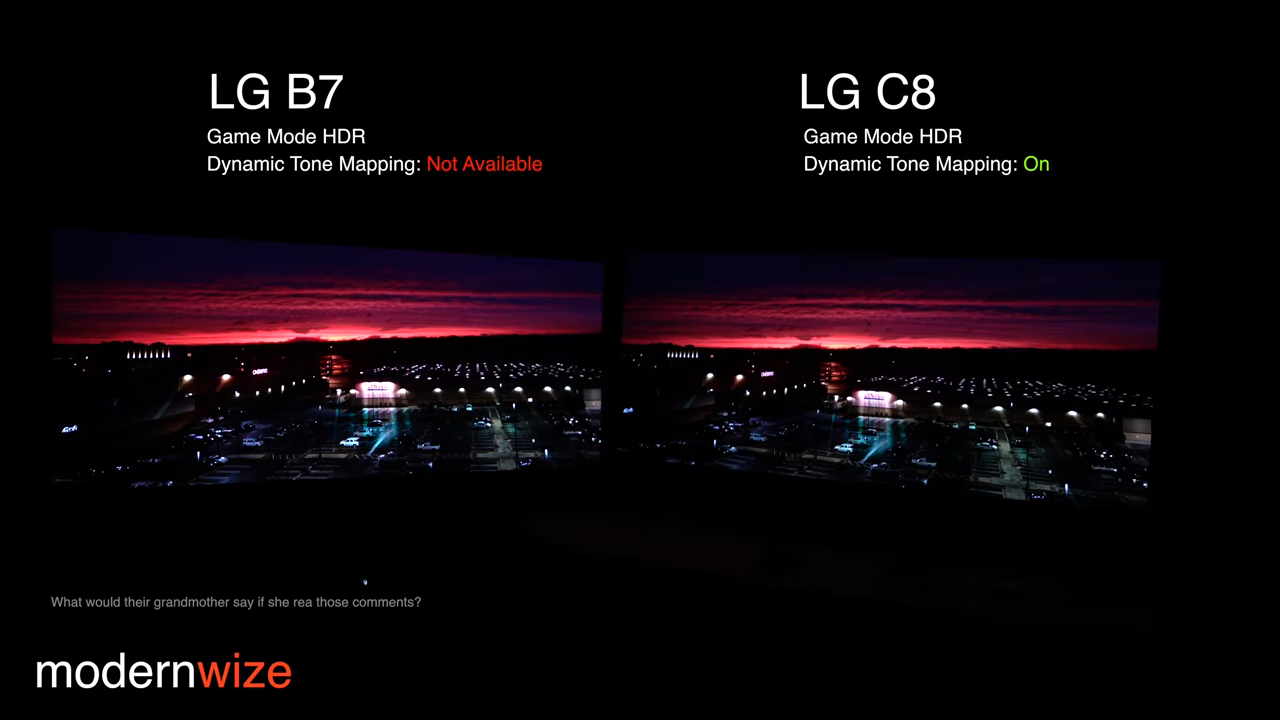 LG B7
Game Mode HDR
Dynamic Tone Mapping: Not Available
LG C8
Game Mode HDR
Dynamic Tone Mapping: On
What would their grandmother say if she rea those comments?
modernwize